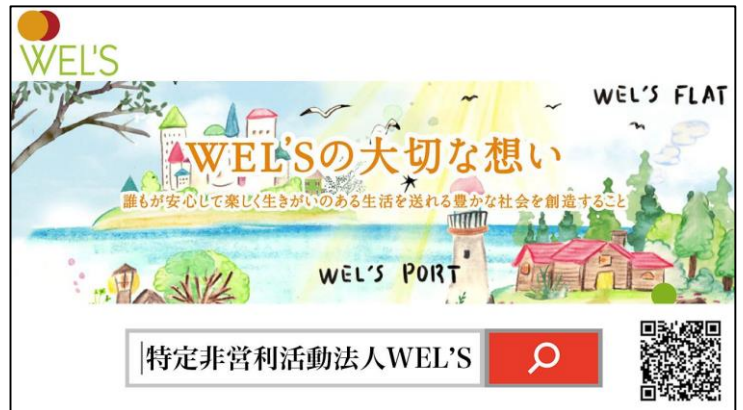 WEL'S
WEL'S FLAT
WEL'Sの大切な想い
誰もが安心して楽しく生きがいのある生活を送れる豊かな社会を創造すること
WEL'S PORT
特定非営利活動法人WEL'S